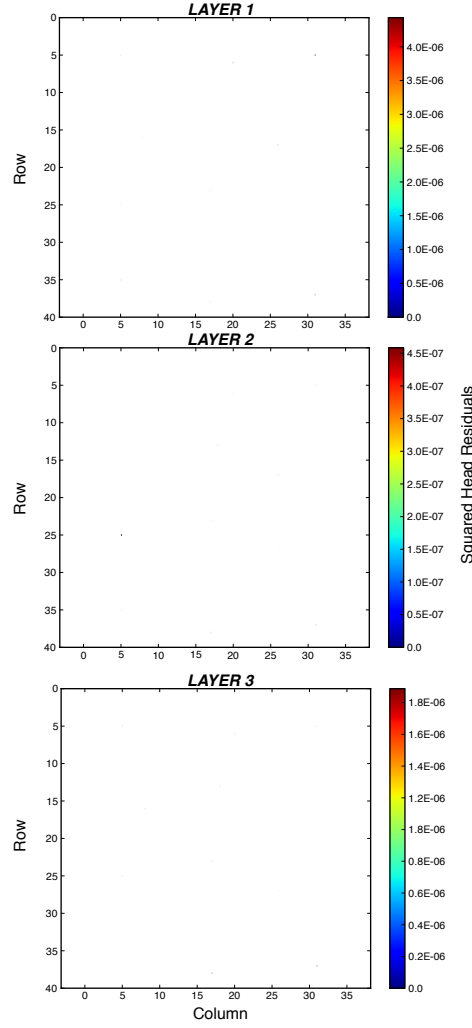 LAYER 1
0
5
10
15
20
25
30
35
40
Row
0 5 10 15 20 25 30 35
4.0E-06
3.5E-06
3.0E-06
2.5E-06
2.0E-06
1.5E-06
1.0E-06
0.5E-06
0.0
LAYER 2
0
5
10
15
20
25
30
35
40
Row
0 5 10 15 20 25 30 35
4.5E-07
4.0E-07
3.5E-07
3.0E-07
2.5E-07
2.0E-07
1.5E-07
1.0E-07
0.5E-07
0.0
Squared Head Residuals
LAYER 3
0
5
10
15
20
25
30
35
40
Row
0 5 10 15 20 25 30 35
Column
1.8E-06
1.6E-06
1.4E-06
1.2E-06
1.0E-06
0.8E-06
0.6E-06
0.4E-06
0.2E-06
0.0